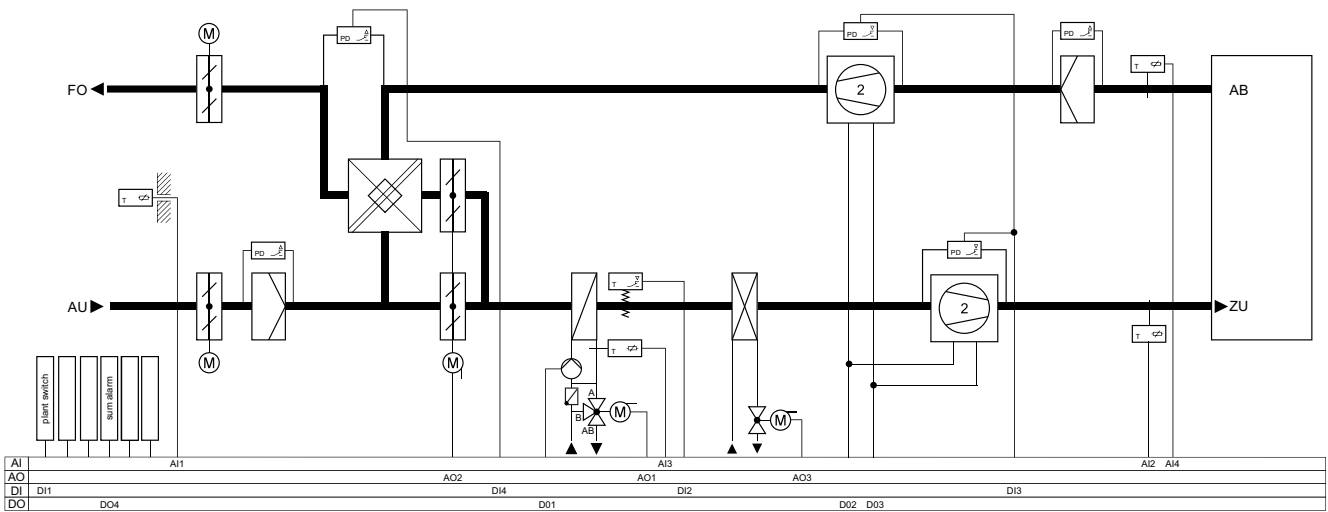 M
PD
PD
PD
T
FO
2
AB
T
PD
PD
T
AU
2
ZU
T
T
M
M
plant switch
sum alarm
A
B
M
M
AB
AI AI1 AI3 AI2 AI4
AO AO2 AO1 AO3
DI DI1 DI4 DI2 DI3
DO DO4 D01 D02 D03